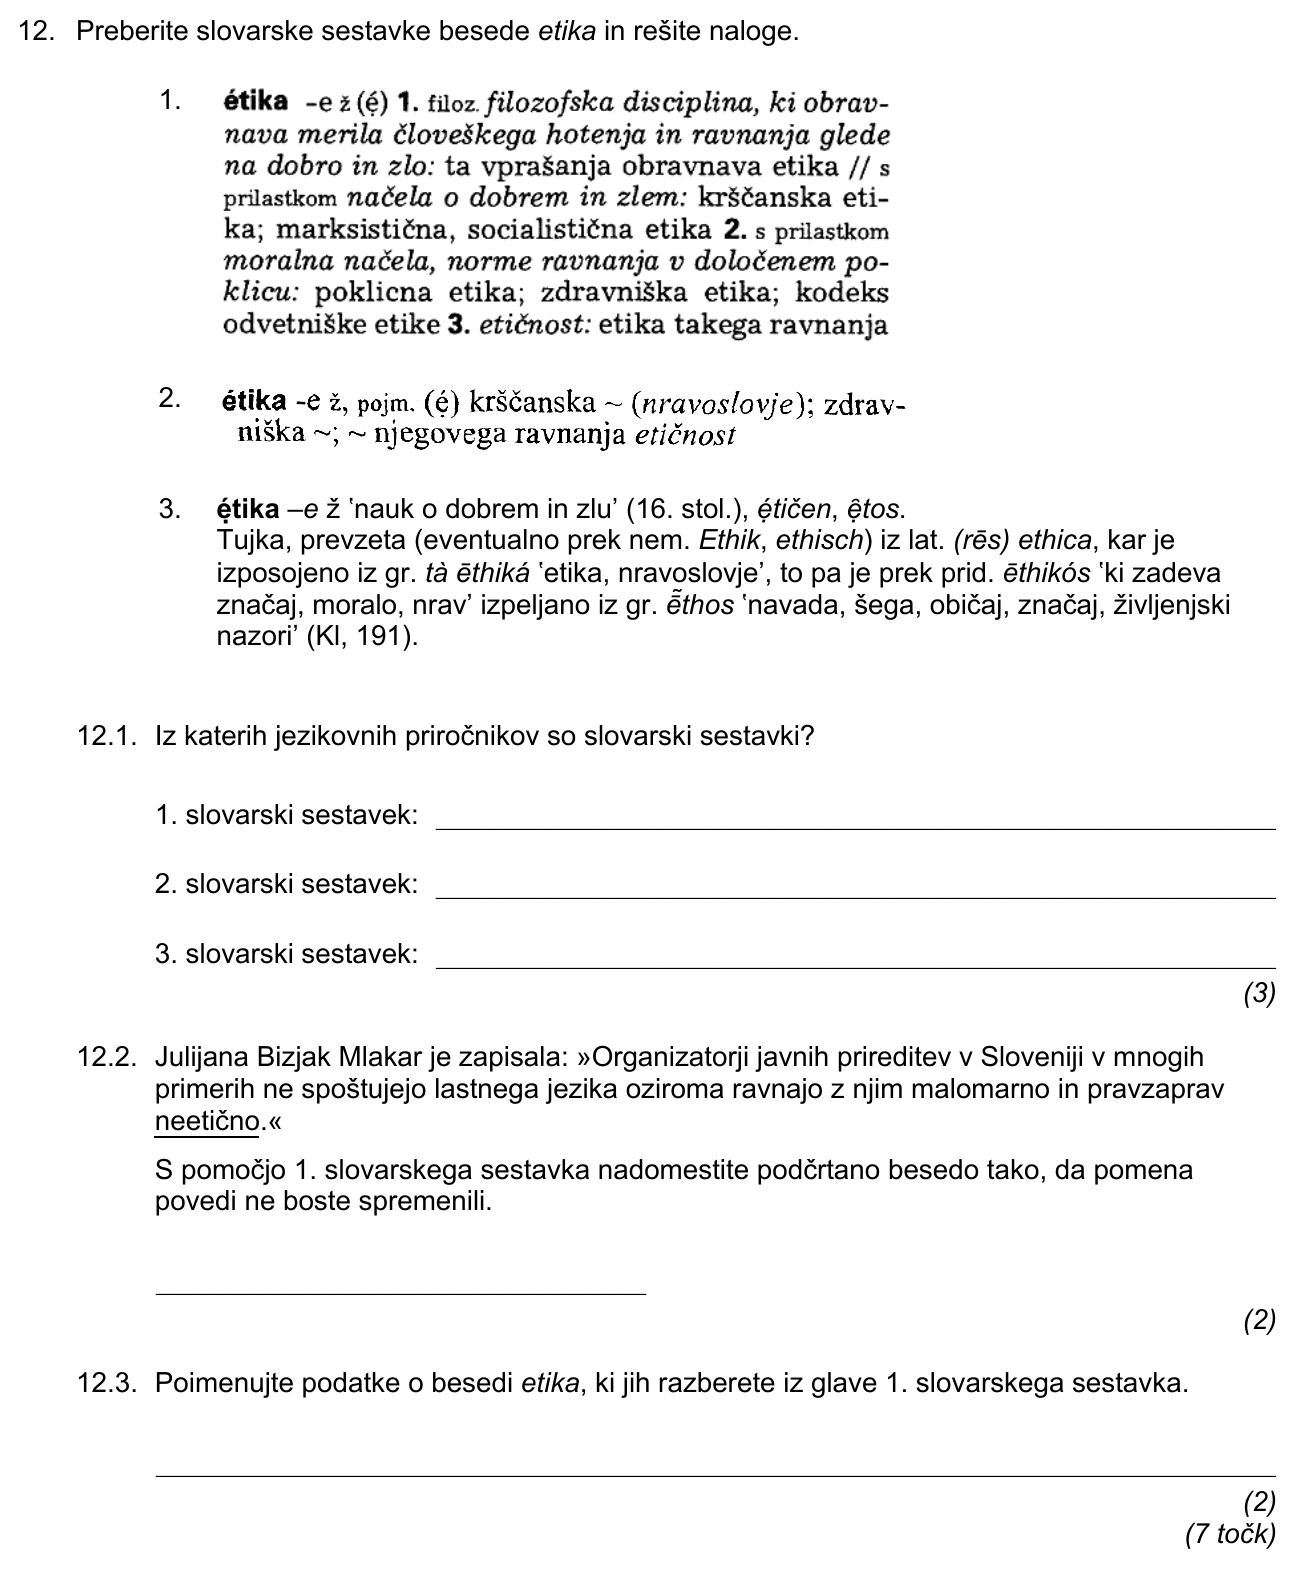 12. Preberite slovarske sestavke besede etika in rešite naloge.
1. étika -e ž (ẹ́) 1. filoz. filozofska disciplina, ki obrav-
nava merila človeškega hotenja in ravnanja glede
na dobro in zlo: ta vprašanja obravnava etika // s
prilastkom načela o dobrem in zlem: krščanska eti-
ka; marksistična, socialistična etika 2. s prilastkom
moralna načela, norme ravnanja v določenem po-
klicu: poklicna etika; zdravniška etika; kodeks
odvetniške etike 3. etičnost: etika takega ravnanja
2. étika -e ž, pojm. (ẹ́) krščanska ~ (nravoslovje); zdrav-
niška ~; ~ njegovega ravnanja etičnost
3. ẹ́tika –e ž ‛nauk o dobrem in zlu’ (16. stol.), ẹ́tičen, ẹ̑tos.
Tujka, prevzeta (eventualno prek nem. Ethik, ethisch) iz lat. (rēs) ethica, kar je
izposojeno iz gr. tà ēthiká ‛etika, nravoslovje’, to pa je prek prid. ēthikós ‛ki zadeva
značaj, moralo, nrav’ izpeljano iz gr. ē̃thos ‛navada, šega, običaj, značaj, življenjski
nazori’ (Kl, 191).
12.1. Iz katerih jezikovnih priročnikov so slovarski sestavki?
1. slovarski sestavek:
2. slovarski sestavek:
3. slovarski sestavek:
(3)
12.2. Julijana Bizjak Mlakar je zapisala: »Organizatorji javnih prireditev v Sloveniji v mnogih
primerih ne spoštujejo lastnega jezika oziroma ravnajo z njim malomarno in pravzaprav
neetično.«
S pomočjo 1. slovarskega sestavka nadomestite podčrtano besedo tako, da pomena
povedi ne boste spremenili.
(2)
12.3. Poimenujte podatke o besedi etika, ki jih razberete iz glave 1. slovarskega sestavka.
(2)
(7 točk)